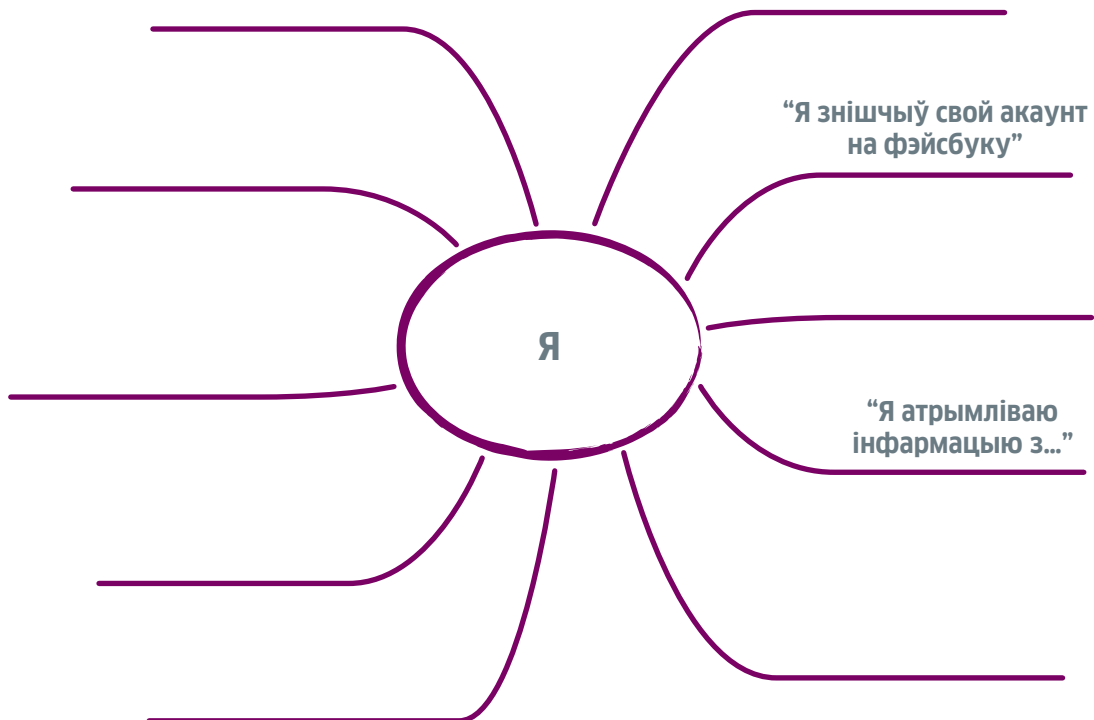 “Я знішчыў свой акаунт
на фэйсбуку”
Я
“Я атрымліваю
інфармацыю з...”